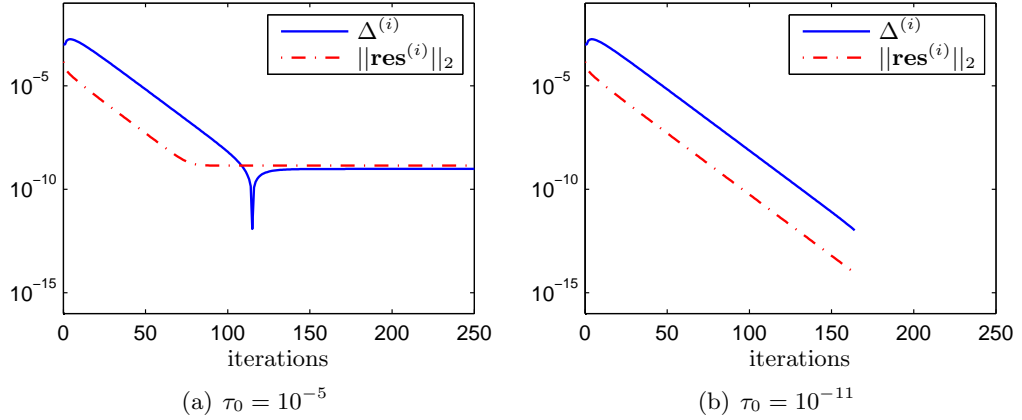 10^{-5}
10^{-10}
10^{-15}
0 50 100 150 200 250
iterations
Δ^{(i)}
||res^{(i)}||_2
(a) τ_0 = 10^{-5}
10^{-5}
10^{-10}
10^{-15}
0 50 100 150 200 250
iterations
Δ^{(i)}
||res^{(i)}||_2
(b) τ_0 = 10^{-11}